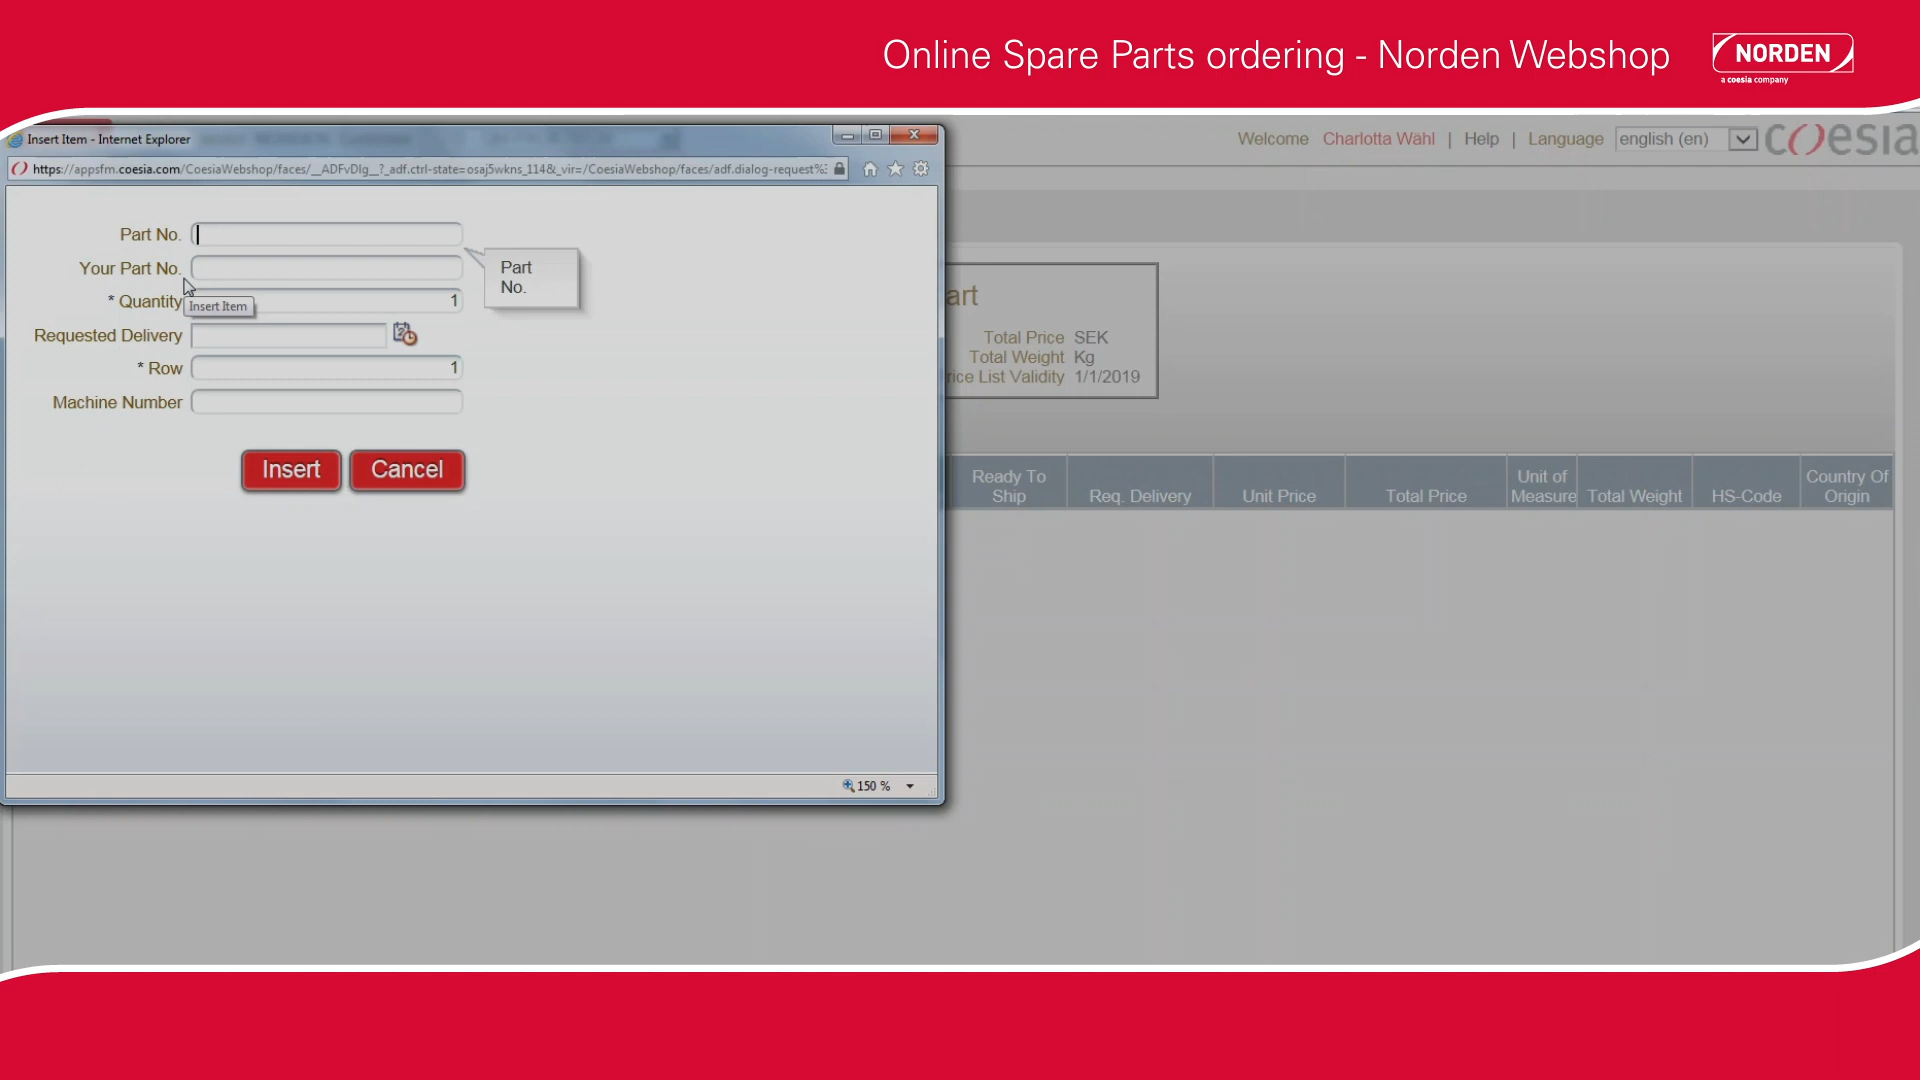 Online Spare Parts ordering - Norden Webshop
NORDEN
a coesia company
Insert Item - Internet Explorer
https://appsfm.coesia.com/CoesiaWebshop/faces/__ADFvDlg__?_adf.ctrl-state=osaj5wkns_114&_vir=/CoesiaWebshop/faces/adf.dialog-request%3
Welcome Charlotta Wähl | Help | Language english (en)
coesia
Part No.
Your Part No.
Part
No.
* Quantity 1
Insert Item
Requested Delivery
* Row 1
Machine Number
Insert Cancel
art
Total Price SEK
Total Weight Kg
rice List Validity 1/1/2019
Ready To Ship
Req. Delivery
Unit Price
Total Price
Unit of Measure
Total Weight
HS-Code
Country Of Origin
150 %